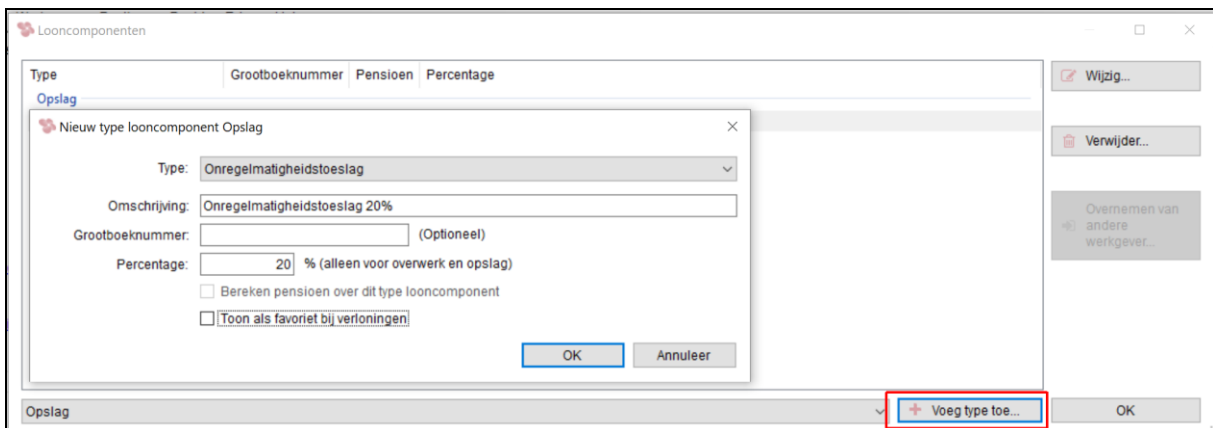 Looncomponenten
Type Grootboeknummer Pensioen Percentage
Opslag
Wijzig...
Nieuw type looncomponent Opslag
Verwijder...
Type: Onregelmatigheidstoeslag
Omschrijving: Onregelmatigheidstoeslag 20%
Overnemen van
andere
werkgever...
Grootboeknummer: (Optioneel)
Percentage: 20 % (alleen voor overwerk en opslag)
Bereken pensioen over dit type looncomponent
Toon als favoriet bij verloningen
OK Annuleer
Opslag Voeg type toe... OK